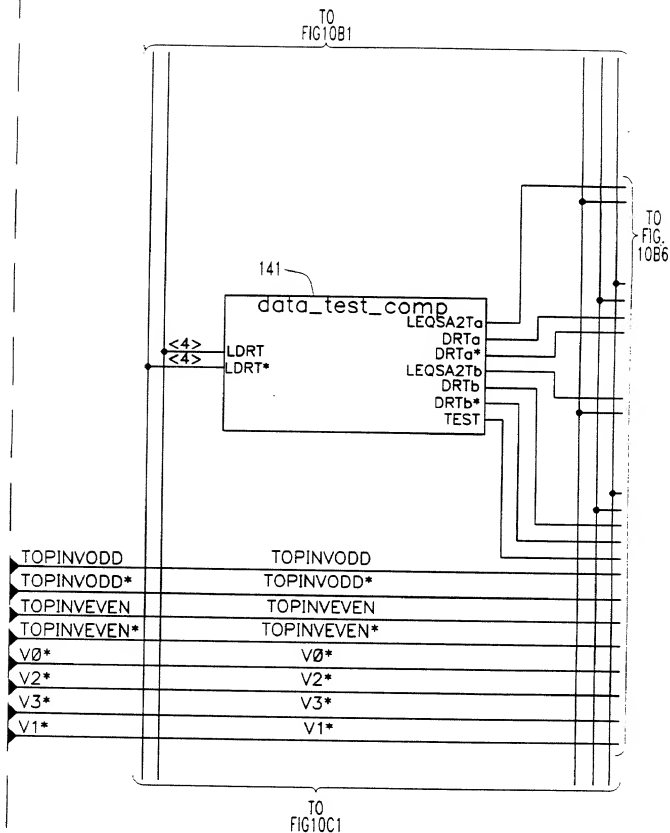 TO
FIG10B1
TO
FIG.
10B6
141
data_test_comp
LEQSA2Ta
DRTa
<4> LDRT
DRTa*
<4> LDRT*
LEQSA2Tb
DRTb
DRTb*
TEST
TOPINVODD TOPINVODD
TOPINVODD* TOPINVODD*
TOPINVEVEN TOPINVEVEN
TOPINVEVEN* TOPINVEVEN*
VØ* VØ*
V2* V2*
V3* V3*
V1* V1*
TO
FIG10C1